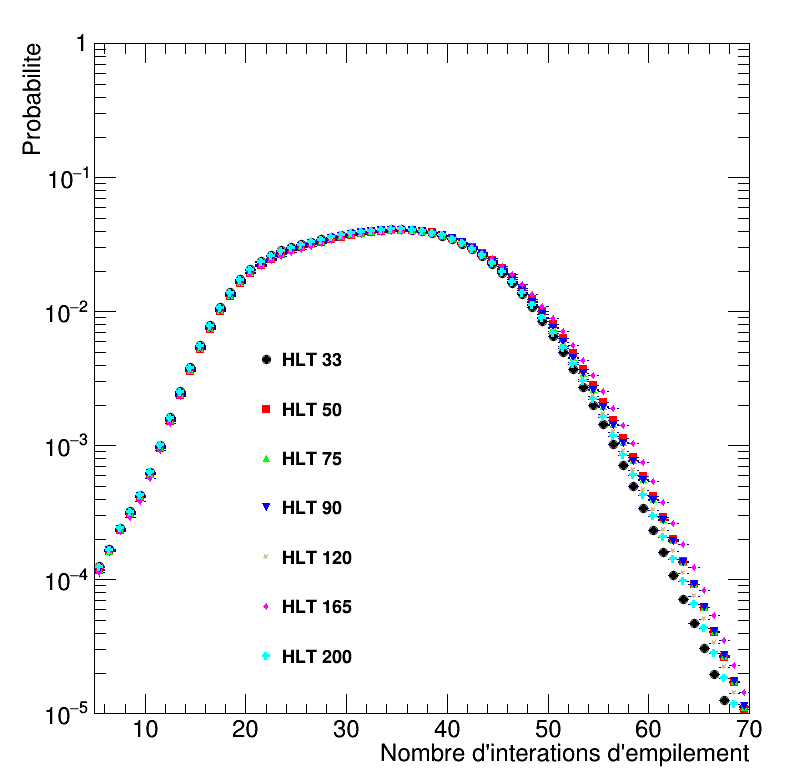 Probabilite
1
10−1
10−2
10−3
10−4
10−5
HLT 33
HLT 50
HLT 75
HLT 90
HLT 120
HLT 165
HLT 200
10 20 30 40 50 60 70
Nombre d'interations d'empilement